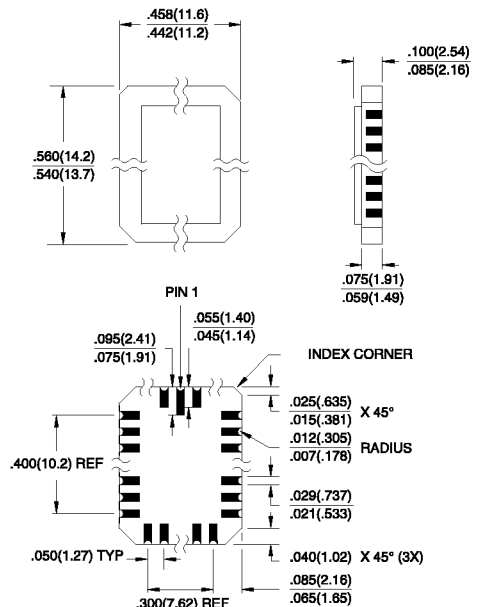 .458(11.6)
.442(11.2)
.100(2.54)
.085(2.16)
.560(14.2)
.540(13.7)
.075(1.91)
.059(1.49)
PIN 1
.055(1.40)
.045(1.14)
.095(2.41)
.075(1.91)
INDEX CORNER
.025(.635)
.015(.381)
X 45°
.012(.305)
.007(.178)
RADIUS
.400(10.2) REF
.029(.737)
.021(.533)
.050(1.27) TYP
.040(1.02) X 45° (3X)
.085(2.16)
.065(1.65)
.300(7.62) REF